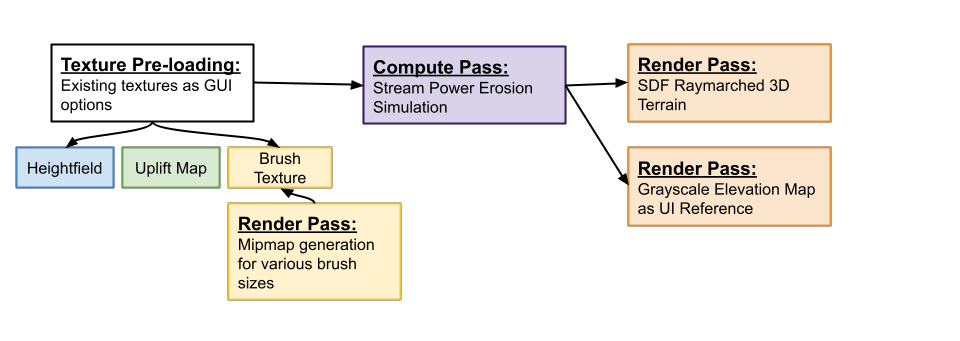 Texture Pre-loading:
Existing textures as GUI
options
Heightfield
Uplift Map
Brush
Texture
Render Pass:
Mipmap generation
for various brush
sizes
Compute Pass:
Stream Power Erosion
Simulation
Render Pass:
SDF Raymarched 3D
Terrain
Render Pass:
Grayscale Elevation Map
as UI Reference